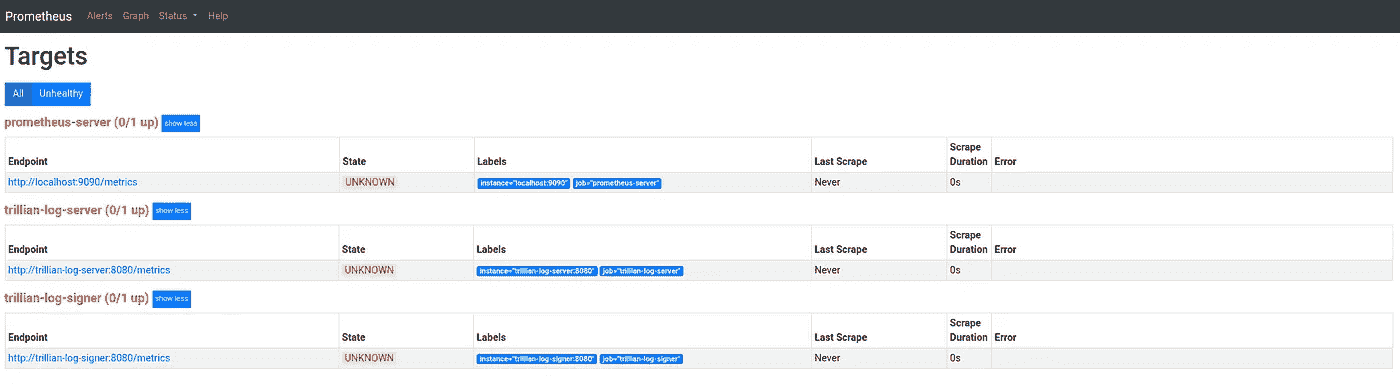 Prometheus Alerts Graph Status Help
Targets
All Unhealthy
prometheus-server (0/1 up) show less
Endpoint State Labels Last Scrape Scrape Duration Error
http://localhost:9090/metrics UNKNOWN instance="localhost:9090" job="prometheus-server" Never 0s
trillian-log-server (0/1 up) show less
Endpoint State Labels Last Scrape Scrape Duration Error
http://trillian-log-server:8080/metrics UNKNOWN instance="trillian-log-server:8080" job="trillian-log-server" Never 0s
trillian-log-signer (0/1 up) show less
Endpoint State Labels Last Scrape Scrape Duration Error
http://trillian-log-signer:8080/metrics UNKNOWN instance="trillian-log-signer:8080" job="trillian-log-signer" Never 0s